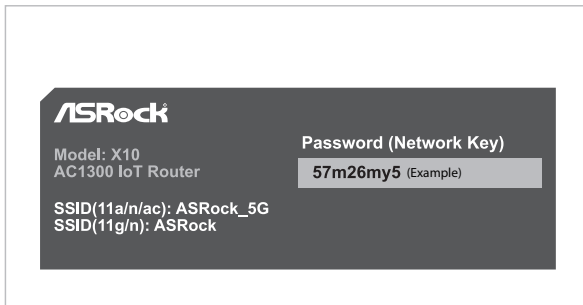 ASRock
Model: X10
AC1300 IoT Router
SSID(11a/n/ac): ASRock_5G
SSID(11g/n): ASRock
Password (Network Key)
57m26my5 (Example)